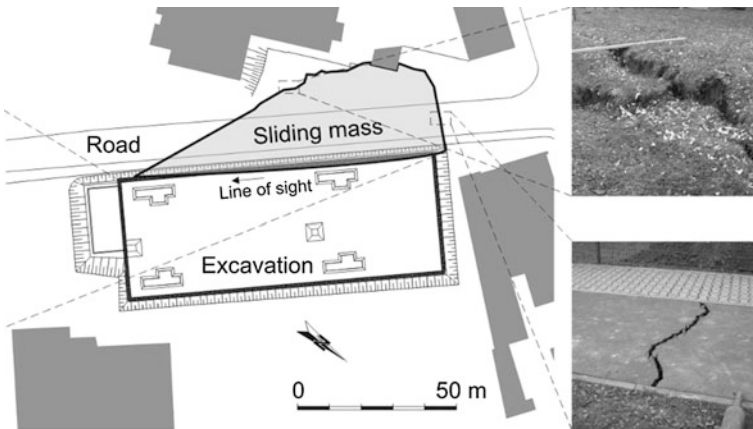 Road
Sliding mass
Line of sight
Excavation
0 50 m